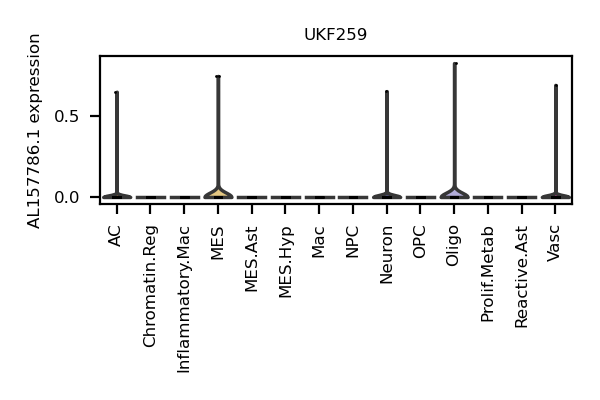 UKF259
AL157786.1 expression
0.5
0.0
AC
Chromatin.Reg
Inflammatory.Mac
MES
MES.Ast
MES.Hyp
Mac
NPC
Neuron
OPC
Oligo
Prolif.Metab
Reactive.Ast
Vasc